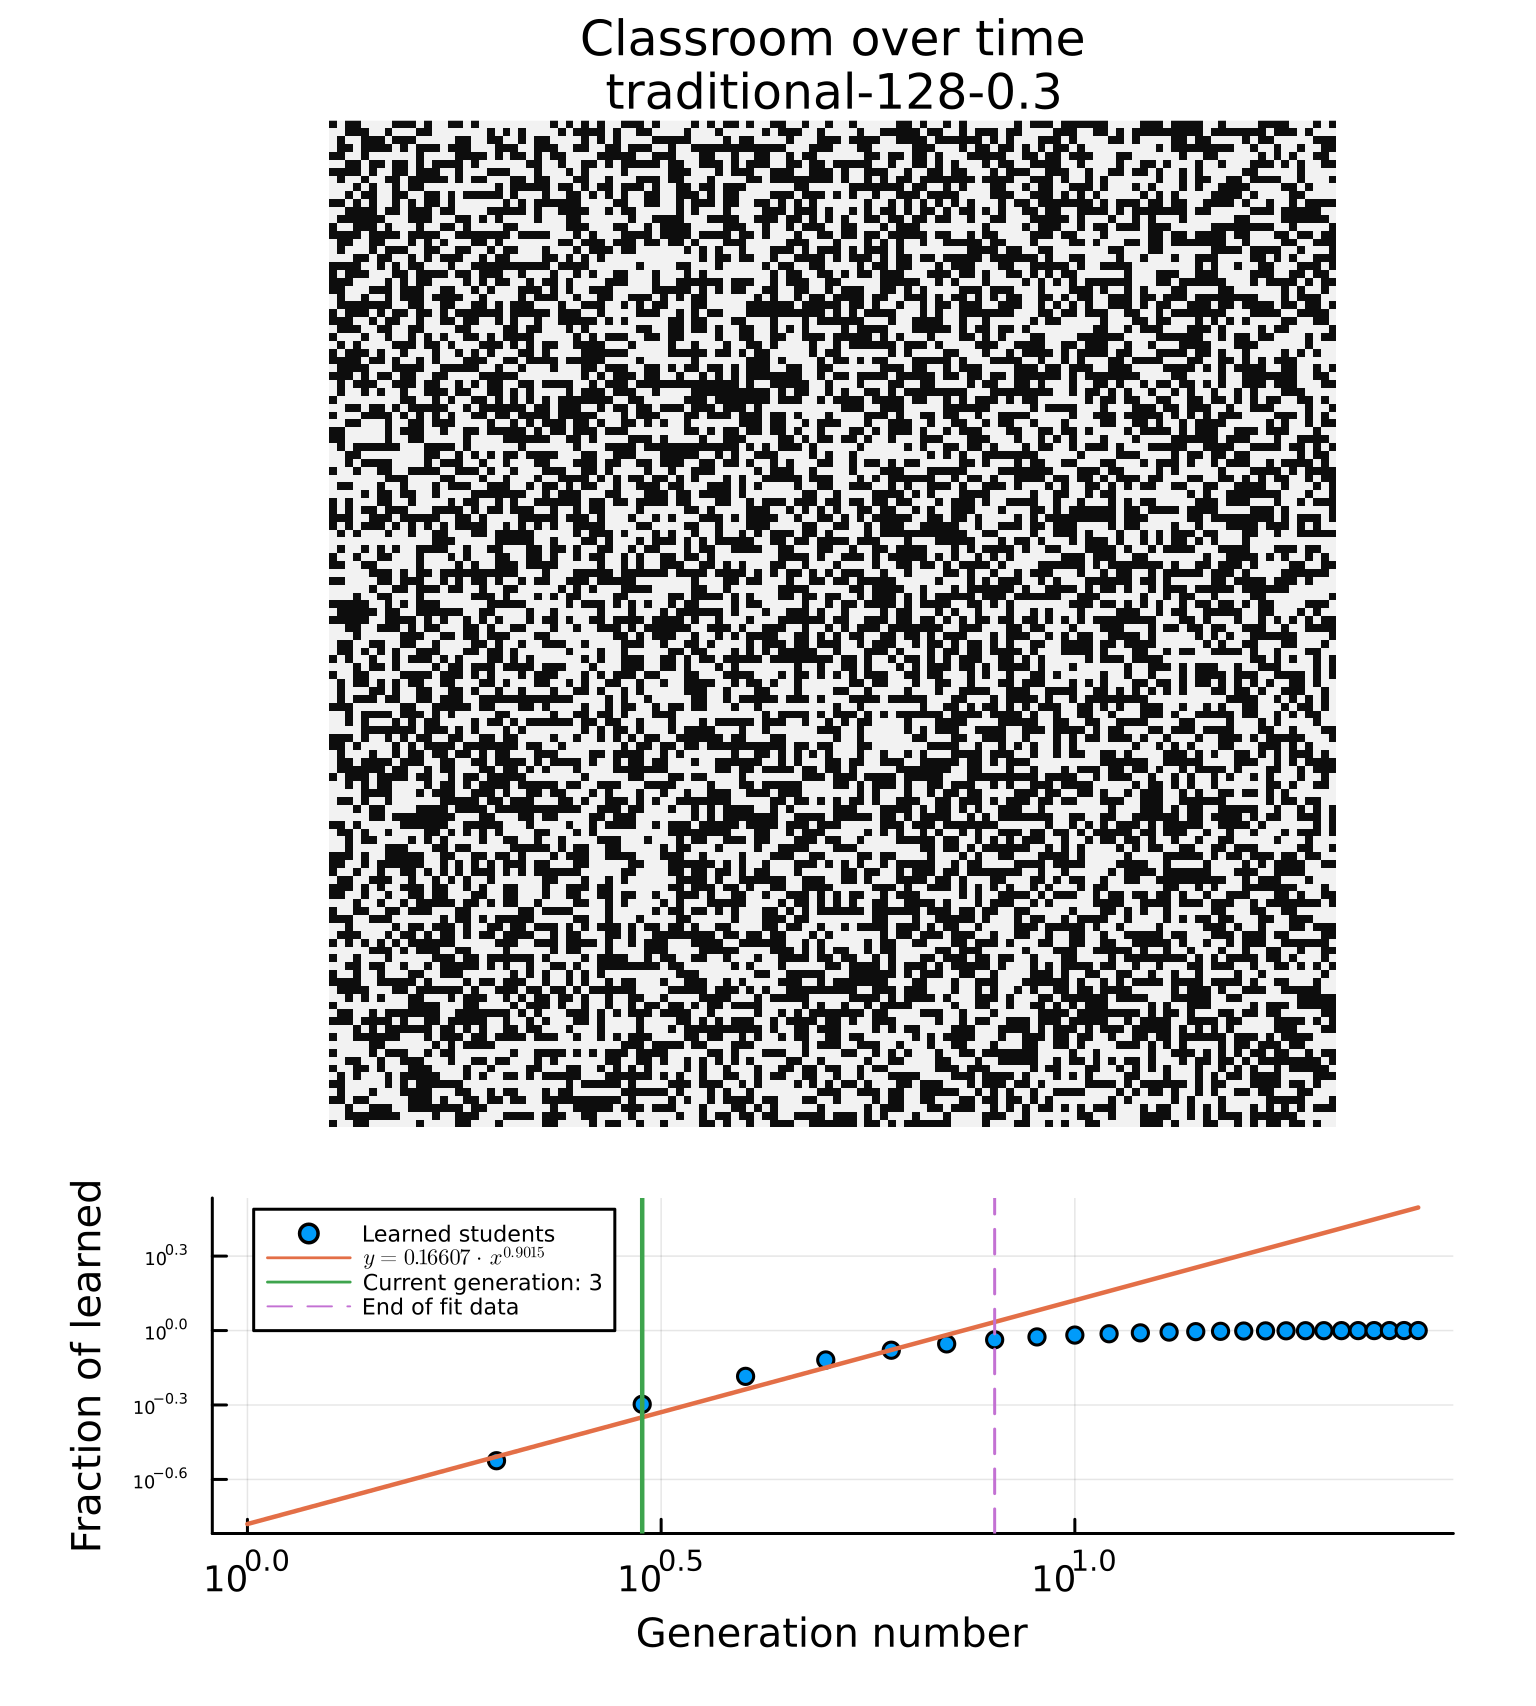 Classroom over time
traditional-128-0.3
Fraction of learned
Learned students
y = 0.16607 · x^0.9015
Current generation: 3
End of fit data
10^0.3
10^0.0
10^−0.3
10^−0.6
10^0.0 10^0.5 10^1.0
Generation number